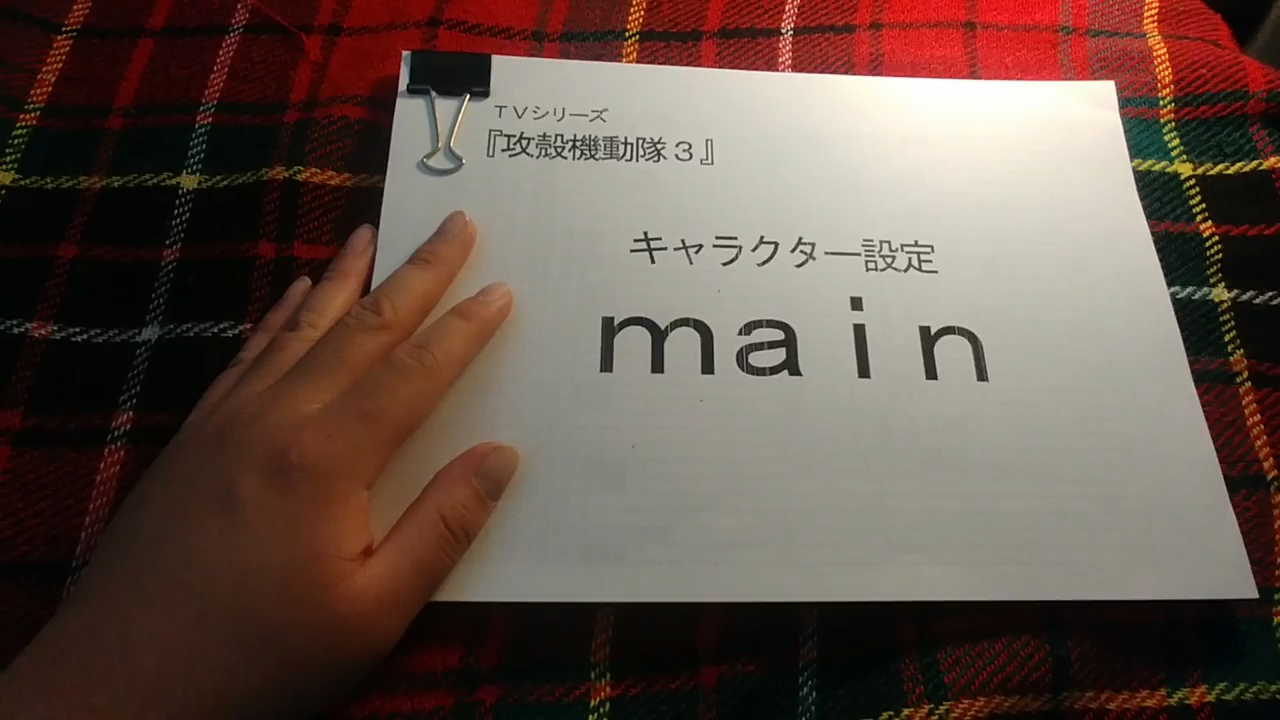 TVシリーズ
『攻殻機動隊３』
キャラクター設定
ｍａｉｎ